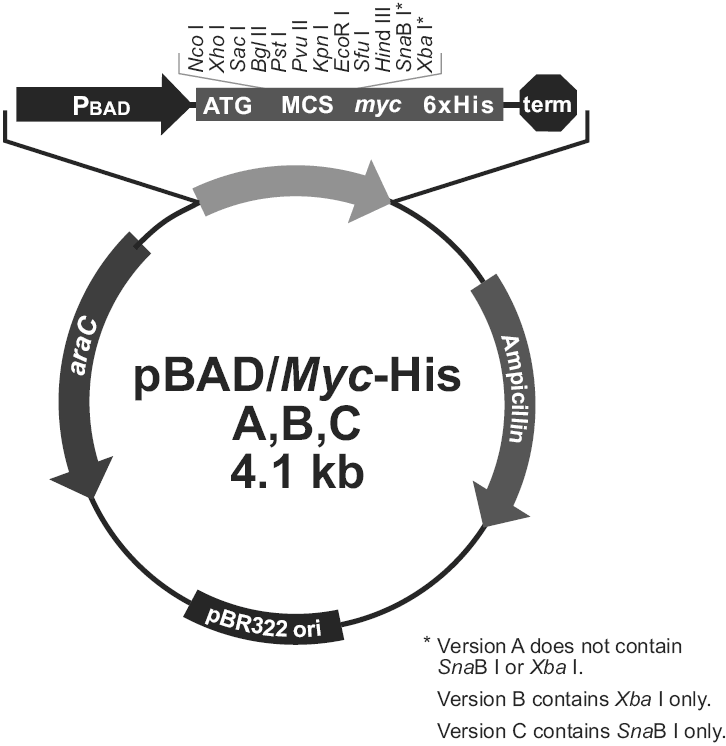 Nco I
Xho I
Sac I
Bgl II
Pst I
Pvu II
Kpn I
EcoR I
Sfu I
Hind III
SnaB I*
Xba I*
PBAD
ATG MCS myc 6xHis
term
araC
Ampicillin
pBAD/Myc-His
A,B,C
4.1 kb
pBR322 ori
* Version A does not contain
SnaB I or Xba I.
Version B contains Xba I only.
Version C contains SnaB I only.